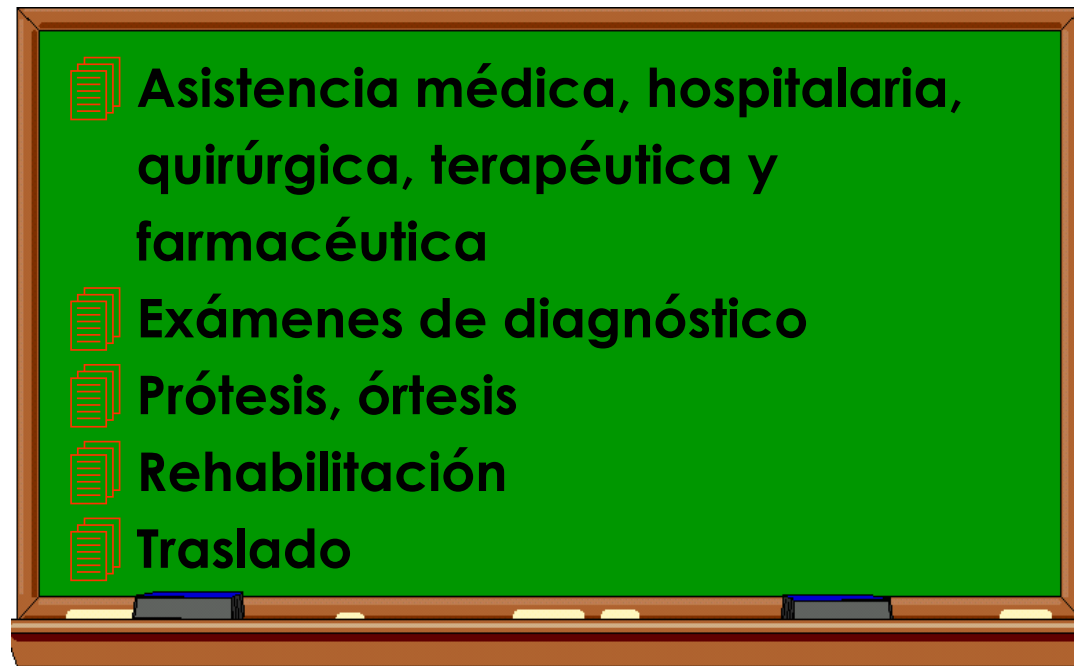 Asistencia médica, hospitalaria,
quirúrgica, terapéutica y
farmacéutica
Exámenes de diagnóstico
Prótesis, órtesis
Rehabilitación
Traslado